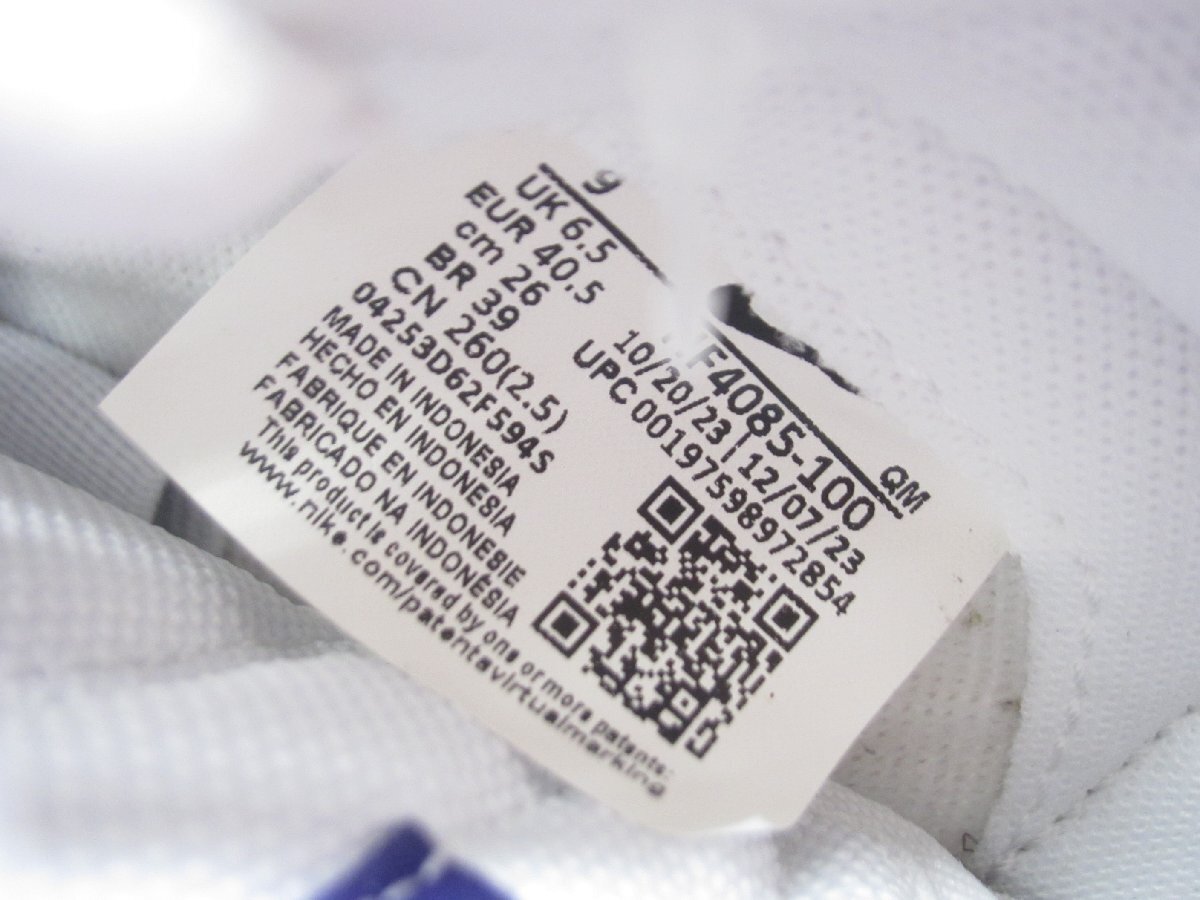 9
UK 6.5
EUR 40.5
cm 26
BR 39
CN 260(2.5)
04253D62F594S
MADE IN INDONESIA
HECHO EN INDONESIA
FABRIQUE EN INDONESIE
FABRICADO NA INDONÉSIA
This product is covered by one or more patents:
www.nike.com/patentavirtualmarking
QM
F4085-100
10/20/23 | 12/07/23
UPC 00197598972854